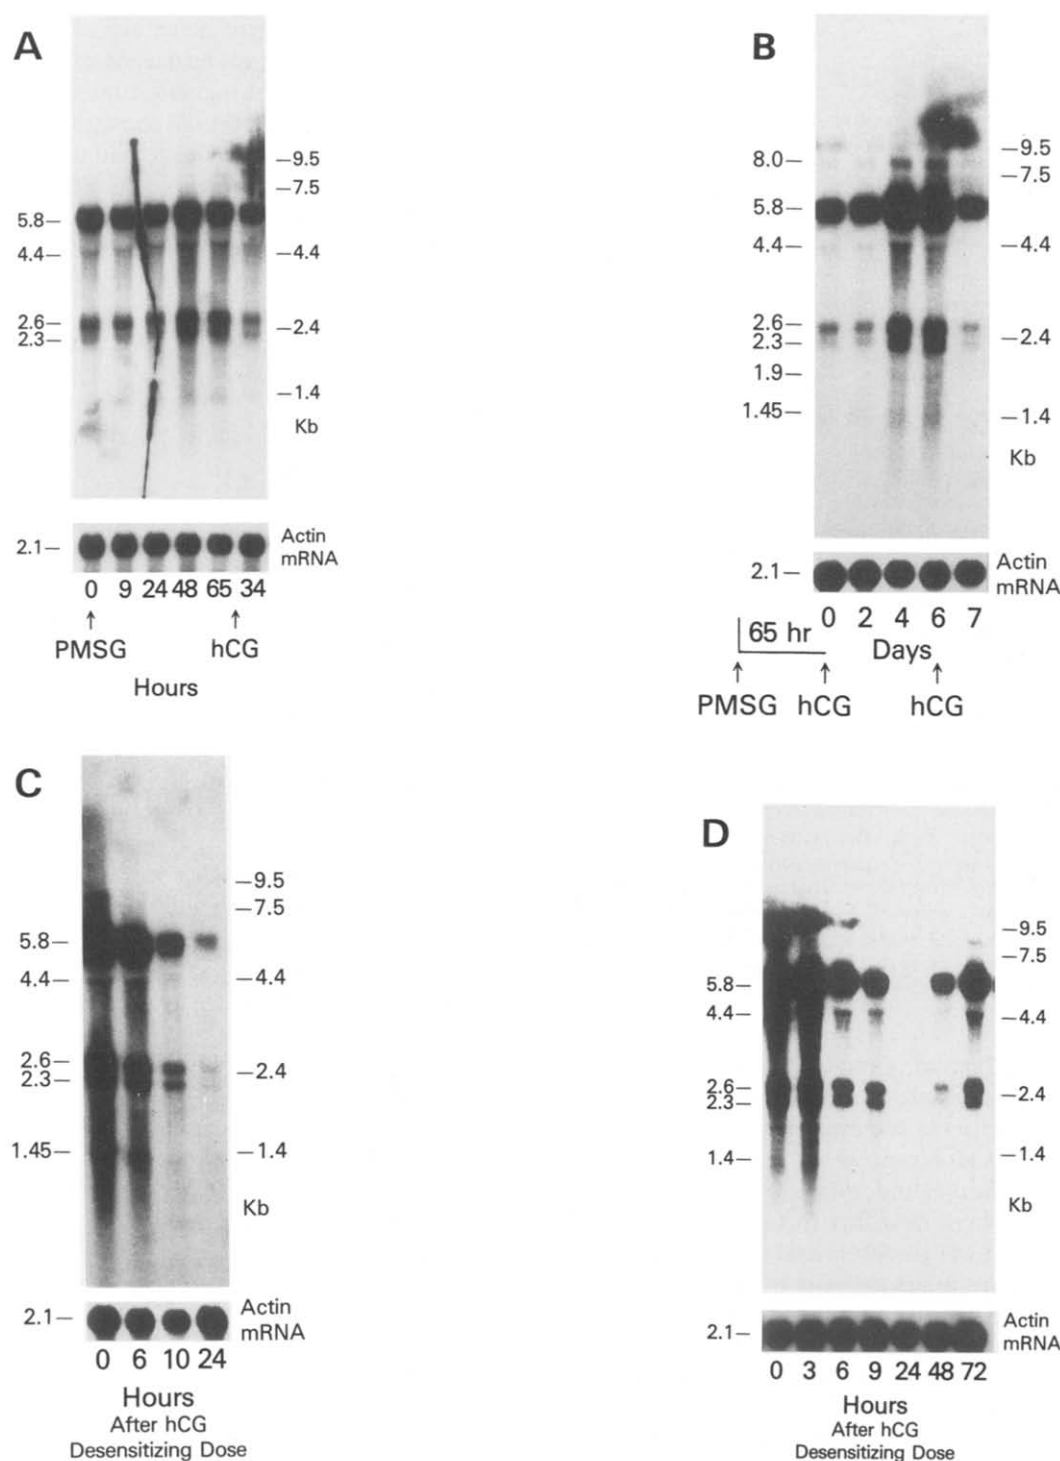 A
–9.5
–7.5
5.8–
4.4–
–4.4
2.6–
2.3–
–2.4
–1.4
Kb
2.1–
Actin
mRNA
0 9 24 48 65 34
PMSG
hCG
Hours
B
8.0–
–9.5
–7.5
5.8–
4.4–
–4.4
2.6–
2.3–
–2.4
1.9–
1.45–
–1.4
Kb
2.1–
Actin
mRNA
0 2 4 6 7
65 hr
Days
PMSG hCG hCG
C
–9.5
–7.5
5.8–
4.4–
–4.4
2.6–
2.3–
–2.4
1.45–
–1.4
Kb
2.1–
Actin
mRNA
0 6 10 24
Hours
After hCG
Desensitizing Dose
D
–9.5
–7.5
5.8–
4.4–
–4.4
2.6–
2.3–
–2.4
1.4–
–1.4
Kb
2.1–
Actin
mRNA
0 3 6 9 24 48 72
Hours
After hCG
Desensitizing Dose